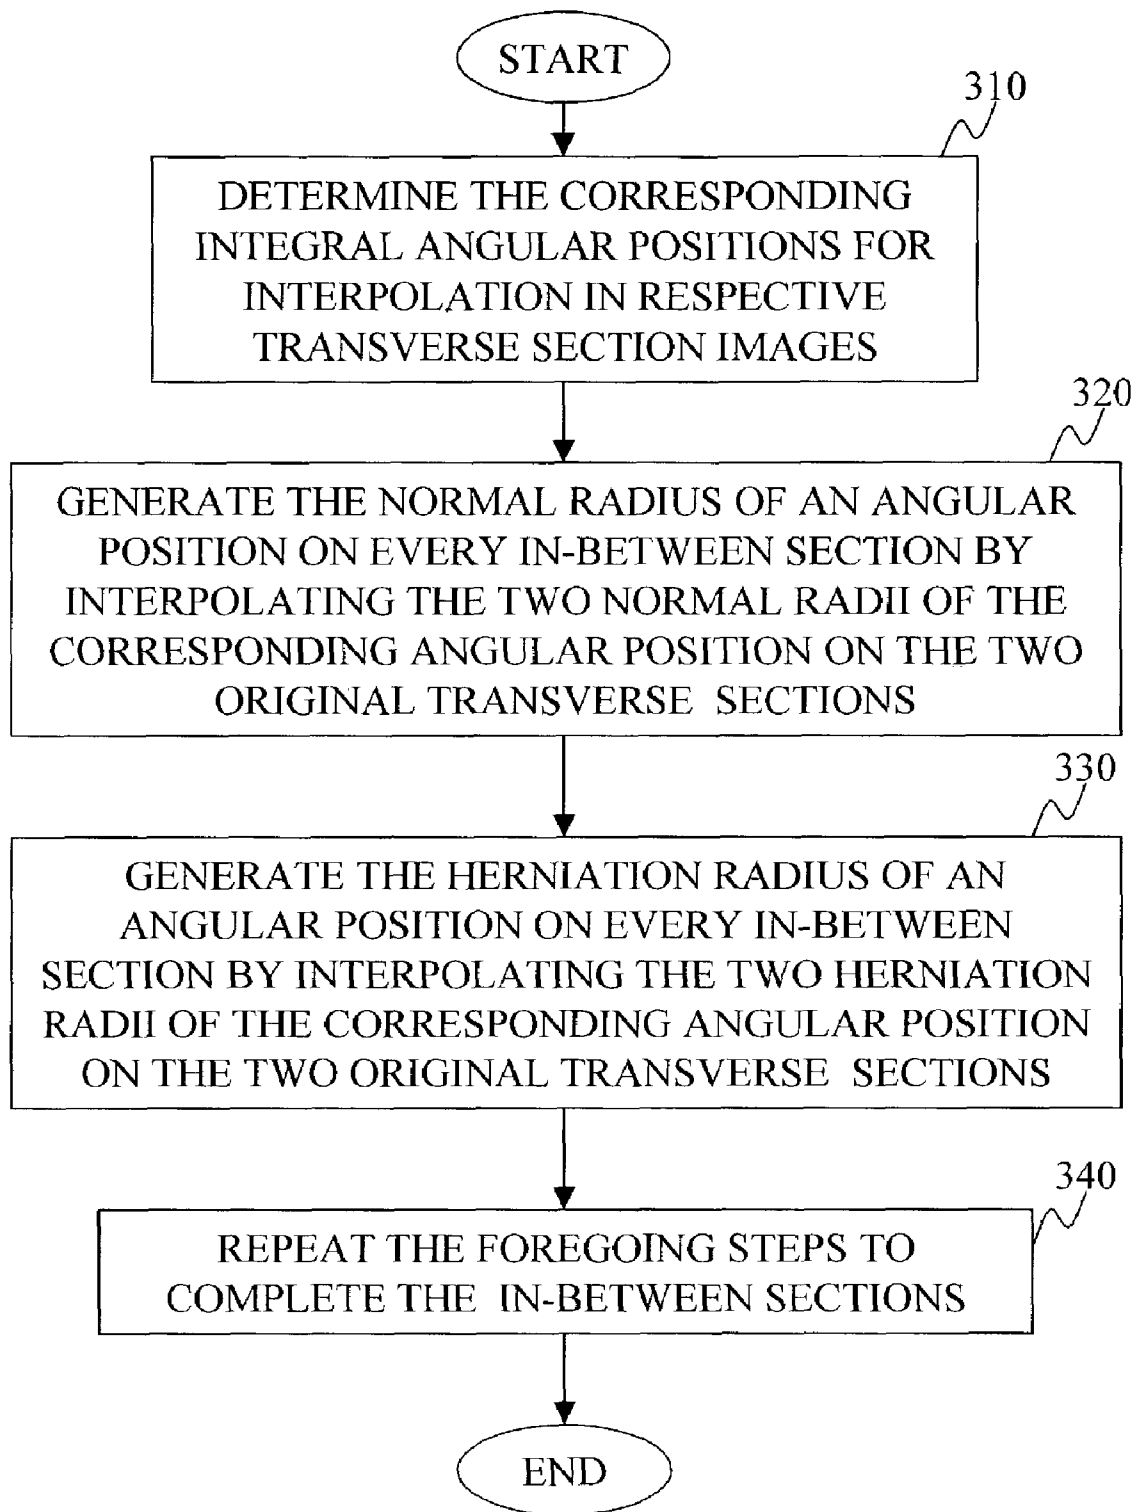 START
310
DETERMINE THE CORRESPONDING
INTEGRAL ANGULAR POSITIONS FOR
INTERPOLATION IN RESPECTIVE
TRANSVERSE SECTION IMAGES
320
GENERATE THE NORMAL RADIUS OF AN ANGULAR
POSITION ON EVERY IN-BETWEEN SECTION BY
INTERPOLATING THE TWO NORMAL RADII OF THE
CORRESPONDING ANGULAR POSITION ON THE TWO
ORIGINAL TRANSVERSE SECTIONS
330
GENERATE THE HERNIATION RADIUS OF AN
ANGULAR POSITION ON EVERY IN-BETWEEN
SECTION BY INTERPOLATING THE TWO HERNIATION
RADII OF THE CORRESPONDING ANGULAR POSITION
ON THE TWO ORIGINAL TRANSVERSE SECTIONS
340
REPEAT THE FOREGOING STEPS TO
COMPLETE THE IN-BETWEEN SECTIONS
END